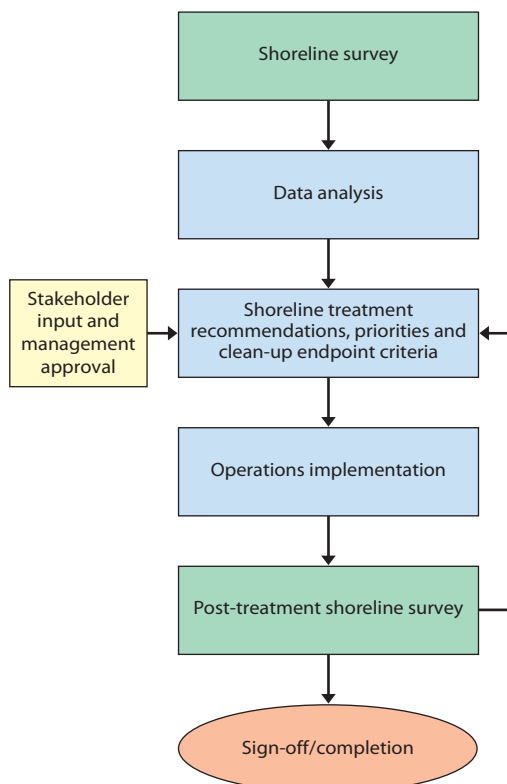 Shoreline survey
Data analysis
Stakeholder
input and
management
approval
Shoreline treatment
recommendations, priorities and
clean-up endpoint criteria
Operations implementation
Post-treatment shoreline survey
Sign-off/completion